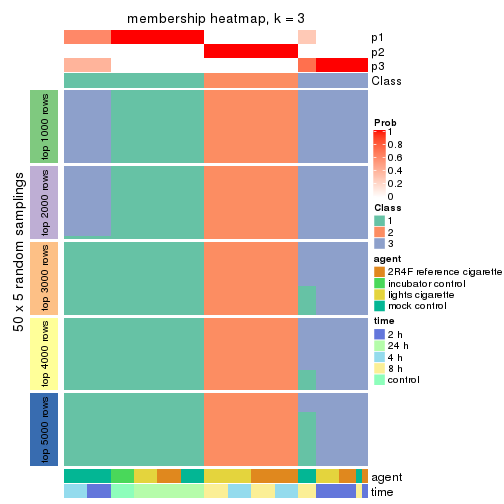 membership heatmap, k = 3
p1
p2
p3
Class
50 x 5 random samplings
top 1000 rows
top 2000 rows
top 3000 rows
top 4000 rows
top 5000 rows
Prob
1
0.8
0.6
0.4
0.2
0
Class
1
2
3
agent
2R4F reference cigarette
incubator control
lights cigarette
mock control
time
2 h
24 h
4 h
8 h
control
agent
time